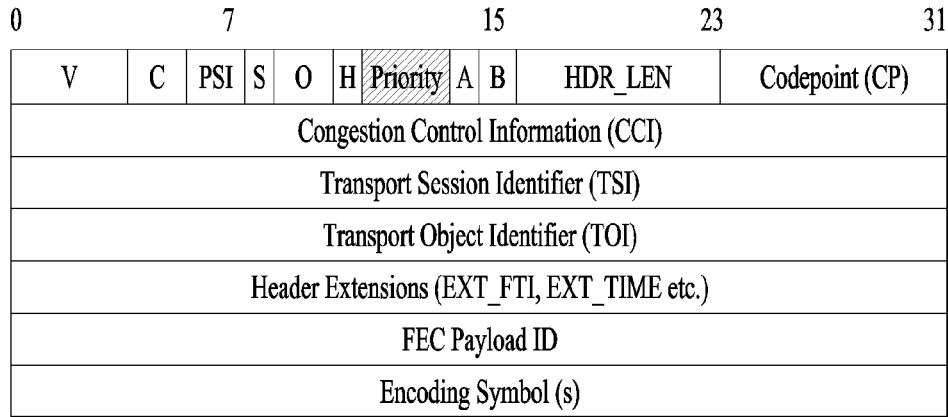 0 7 15 23 31
V C PSI S O H Priority A B HDR_LEN Codepoint (CP)
Congestion Control Information (CCI)
Transport Session Identifier (TSI)
Transport Object Identifier (TOI)
Header Extensions (EXT_FTI, EXT_TIME etc.)
FEC Payload ID
Encoding Symbol (s)